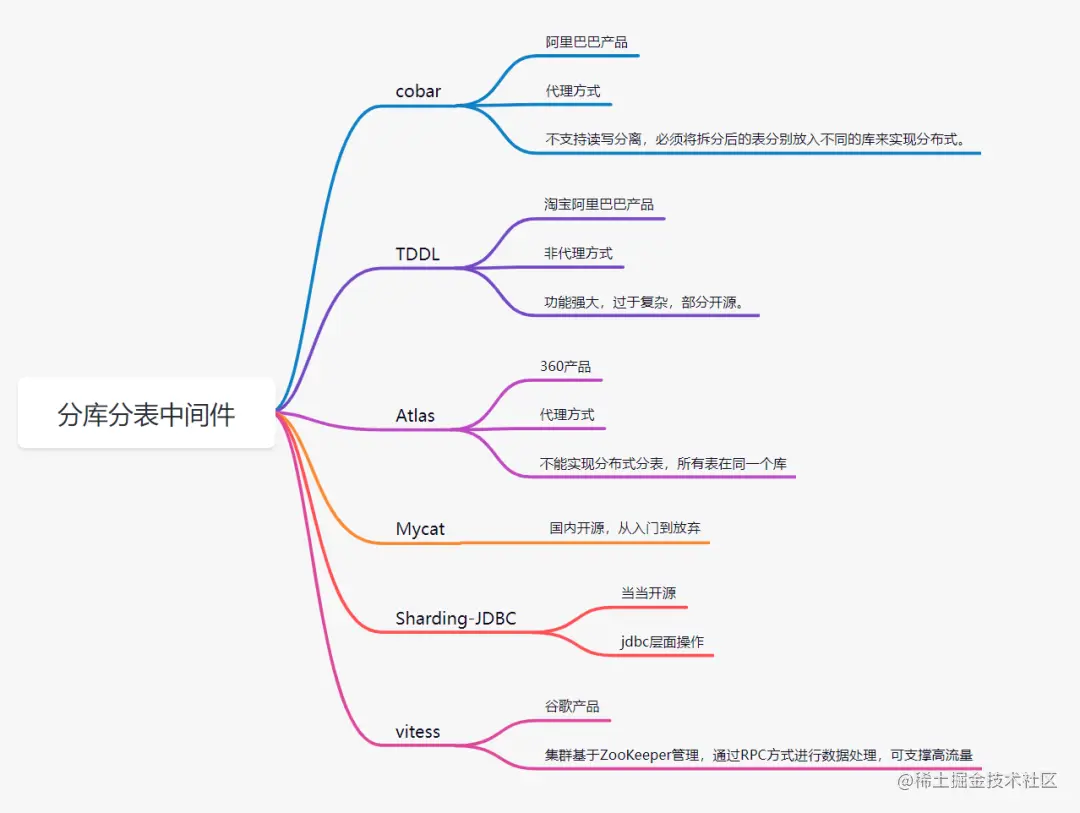 分库分表中间件
cobar
阿里巴巴产品
代理方式
不支持读写分离，必须将拆分后的表分别放入不同的库来实现分布式。
TDDL
淘宝阿里巴巴产品
非代理方式
功能强大，过于复杂，部分开源。
Atlas
360产品
代理方式
不能实现分布式分表，所有表在同一个库
Mycat
国内开源，从入门到放弃
Sharding-JDBC
当当开源
jdbc层面操作
vitess
谷歌产品
集群基于ZooKeeper管理，通过RPC方式进行数据处理，可支撑高流量
@稀土掘金技术社区